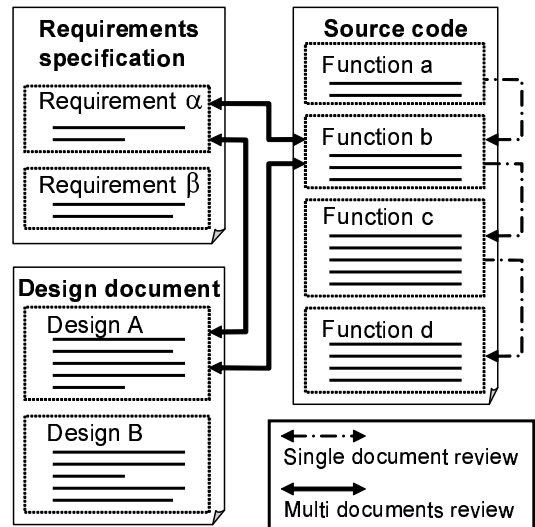 Requirements
specification
Requirement α
Requirement β
Design document
Design A
Design B
Source code
Function a
Function b
Function c
Function d
Single document review
Multi documents review